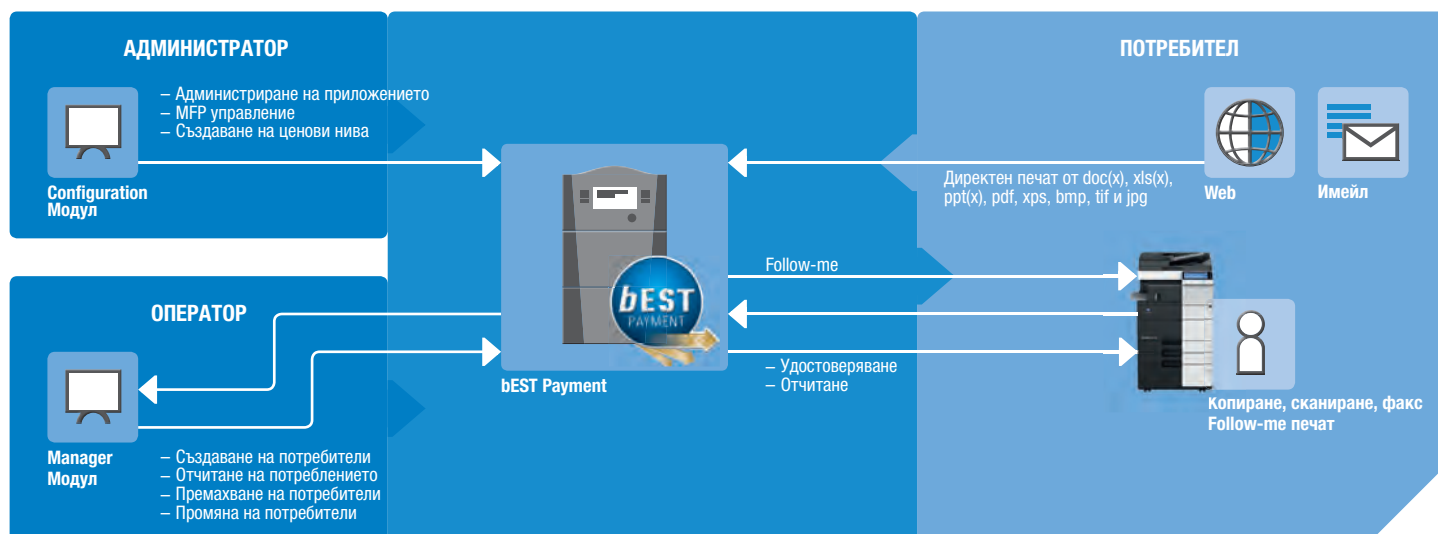 АДМИНИСТРАТОР
– Администриране на приложението
– MFP управление
– Създаване на ценови нива
Configuration
Модул
ОПЕРАТОР
Manager
Модул
– Създаване на потребители
– Отчитане на потреблението
– Премахване на потребители
– Промяна на потребители
bEST
PAYMENT
bEST Payment
Follow-me
– Удостоверяване
– Отчитане
ПОТРЕБИТЕЛ
Директен печат от doc(x), xls(x),
ppt(x), pdf, xps, bmp, tif и jpg
Web
Имейл
Копиране, сканиране, факс
Follow-me печат